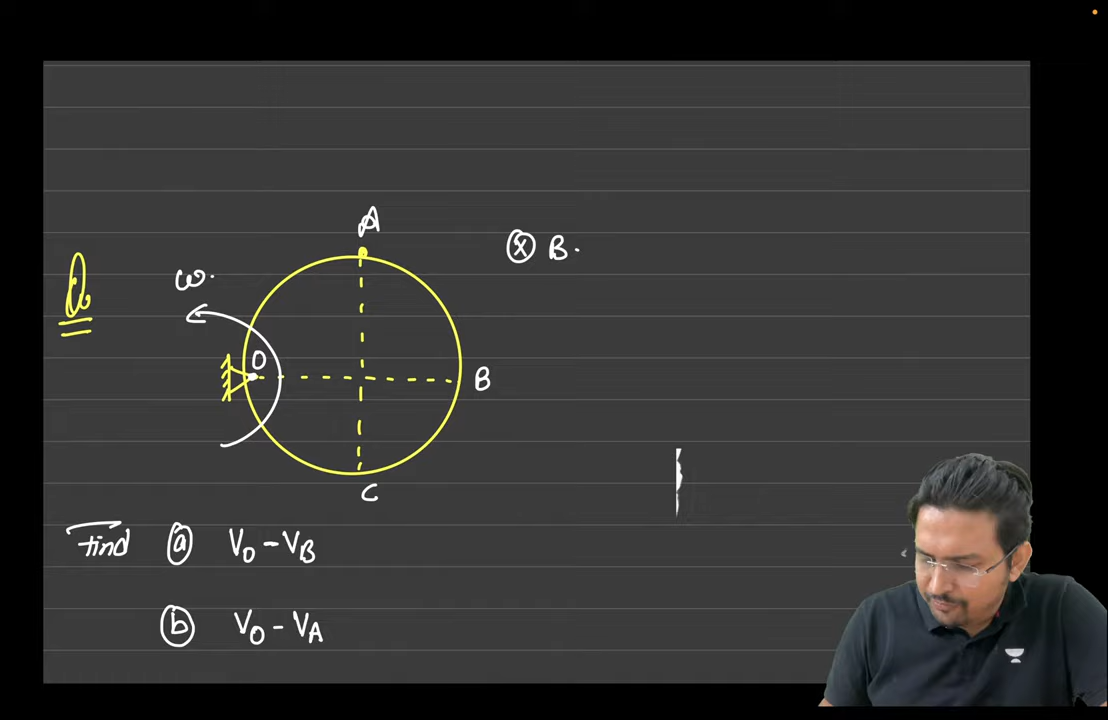 A
⊗ B.
Q
ω.
O
B
C
Find (a) V₀ - V_B
(b) V₀ - V_A